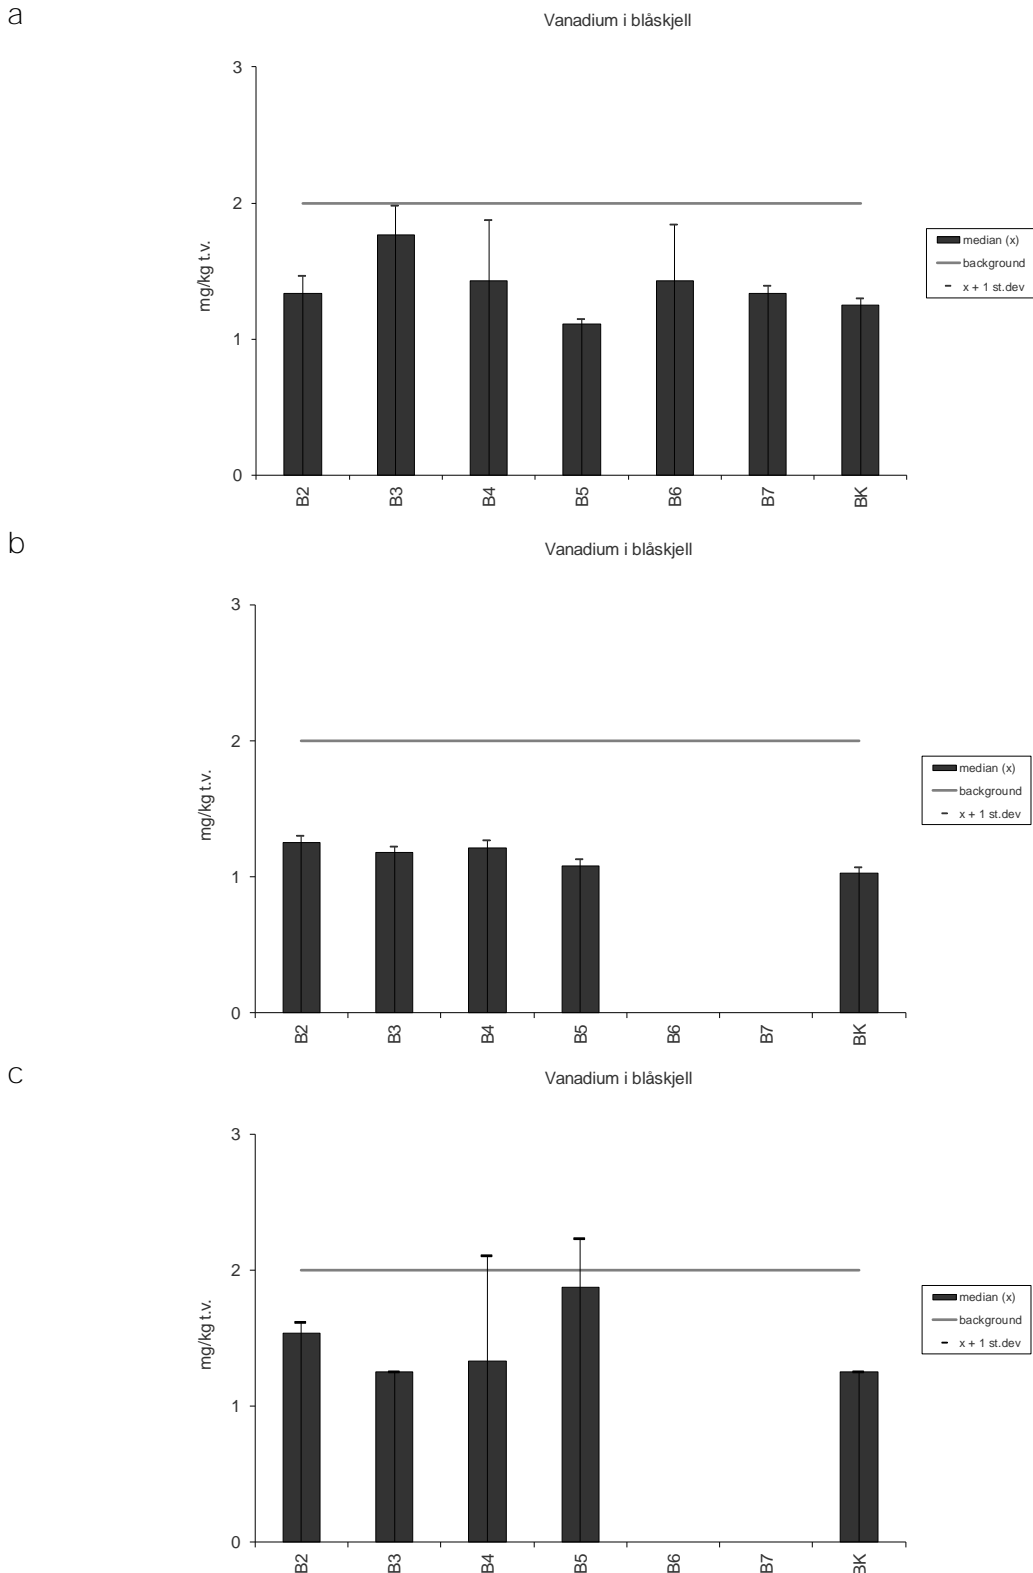 a
Vanadium i blåskjell
3
2
1
0
mg/kg t.v.
B2
B3
B4
B5
B6
B7
BK
median (x)
background
x + 1 st.dev
b
Vanadium i blåskjell
3
2
1
0
mg/kg t.v.
B2
B3
B4
B5
B6
B7
BK
median (x)
background
x + 1 st.dev
c
Vanadium i blåskjell
3
2
1
0
mg/kg t.v.
B2
B3
B4
B5
B6
B7
BK
median (x)
background
x + 1 st.dev